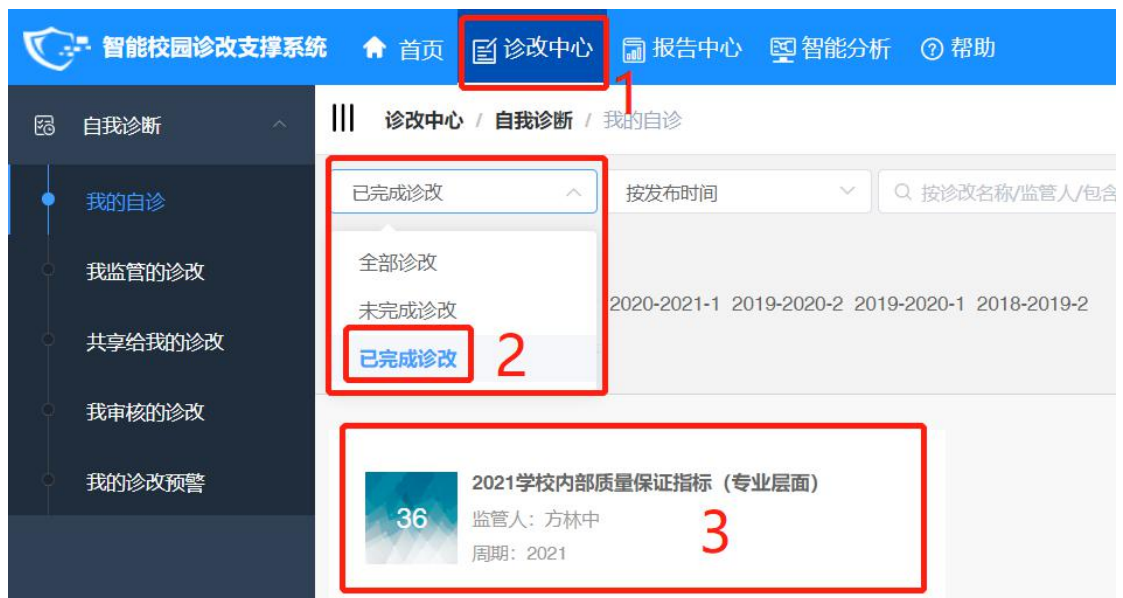 智能校园诊改支撑系统 首页 诊改中心 报告中心 智能分析 帮助
1
自我诊断
诊改中心 / 自我诊断 / 我的自诊
我的自诊
已完成诊改 按发布时间 按诊改名称/监管人/包含
我监管的诊改
全部诊改
未完成诊改 2020-2021-1 2019-2020-2 2019-2020-1 2018-2019-2
共享给我的诊改
已完成诊改 2
我审核的诊改
我的诊改预警
2021学校内部质量保证指标（专业层面）
36
监管人：方林中
3
周期：2021